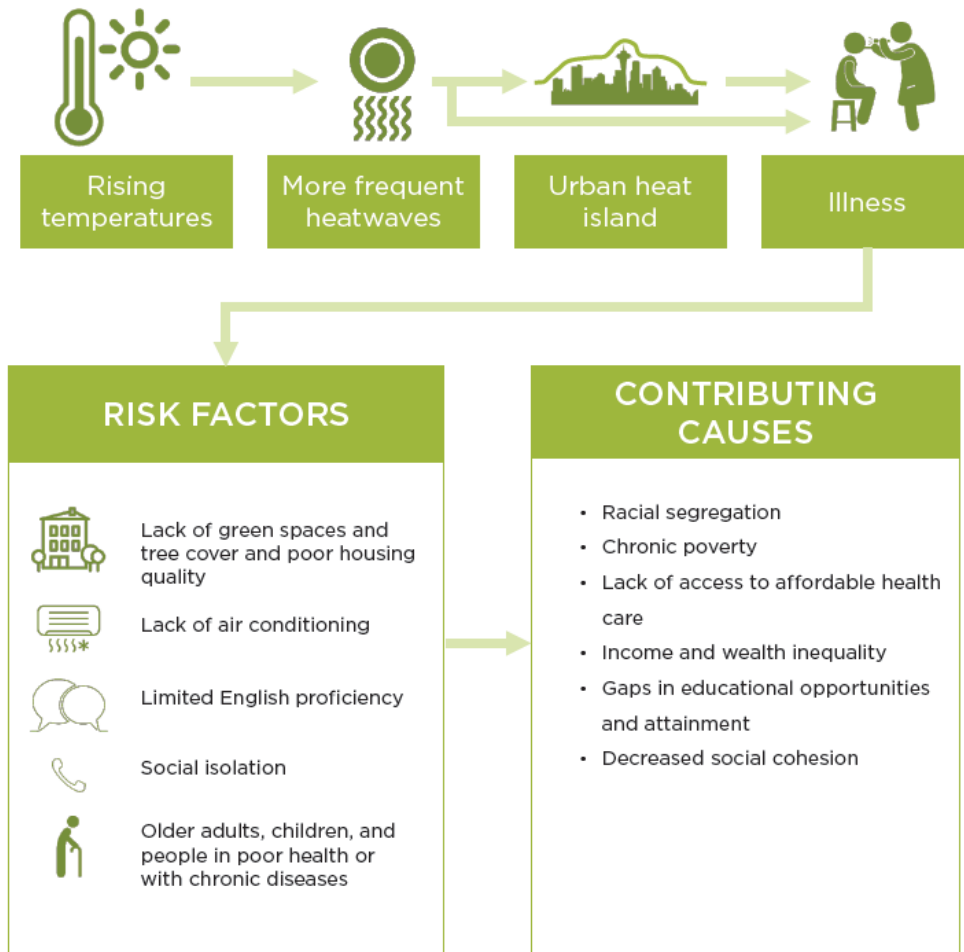 Rising
temperatures
More frequent
heatwaves
Urban heat
island
Illness
RISK FACTORS
Lack of green spaces and
tree cover and poor housing
quality
Lack of air conditioning
Limited English proficiency
Social isolation
Older adults, children, and
people in poor health or
with chronic diseases
CONTRIBUTING
CAUSES
• Racial segregation
• Chronic poverty
• Lack of access to affordable health
care
• Income and wealth inequality
• Gaps in educational opportunities
and attainment
• Decreased social cohesion